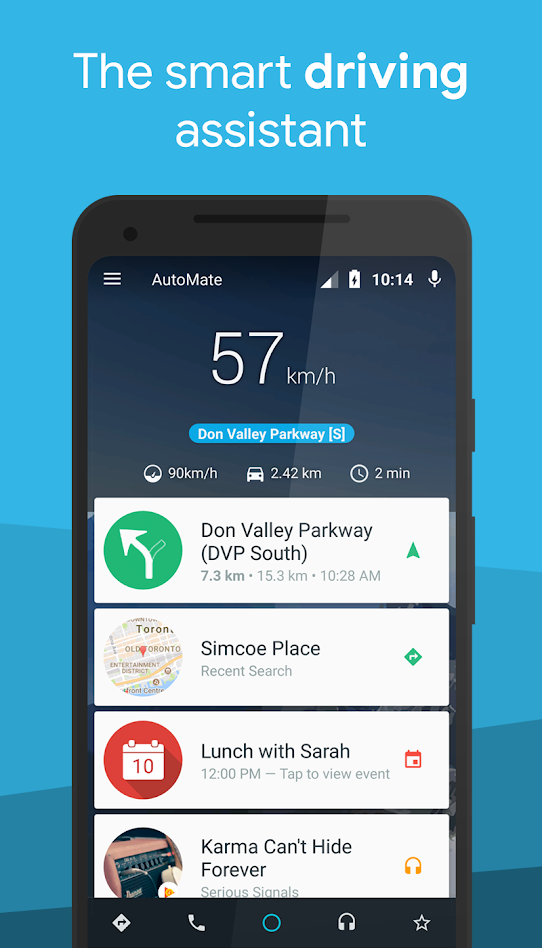 The smart driving
assistant
AutoMate
10:14
57 km/h
Don Valley Parkway [S]
90km/h 2.42 km 2 min
Don Valley Parkway
(DVP South)
7.3 km • 15.3 km • 10:28 AM
Toronto
OLD TORONTO
ENTERTAINMENT
DISTRICT
Simcoe Place
Recent Search
10
Lunch with Sarah
12:00 PM — Tap to view event
Karma Can't Hide
Forever
Serious Signals